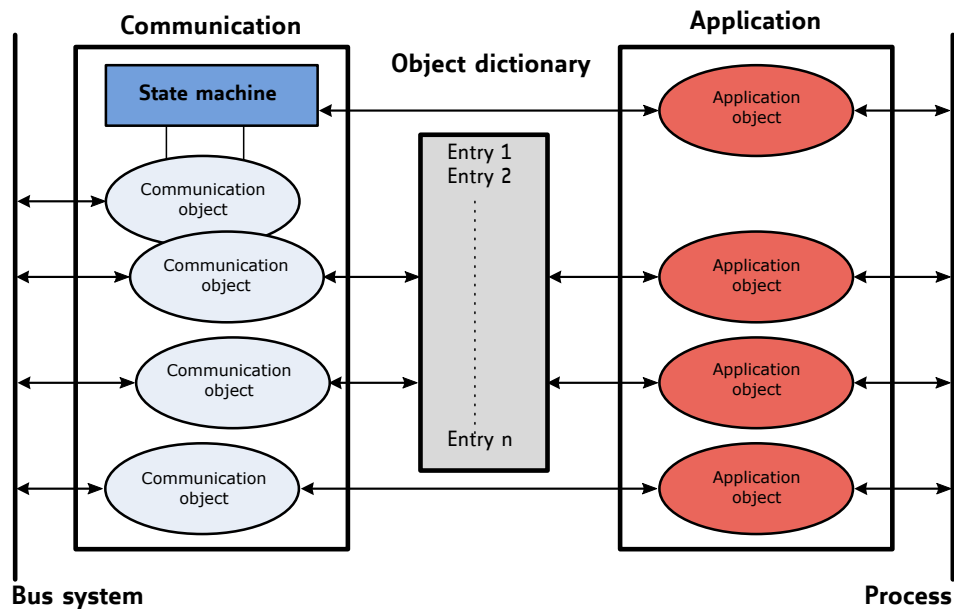 Communication
Application
Object dictionary
State machine
Application
object
Entry 1
Entry 2
Communication
object
Communication
object
Application
object
Communication
object
Application
object
Entry n
Communication
object
Application
object
Bus system
Process